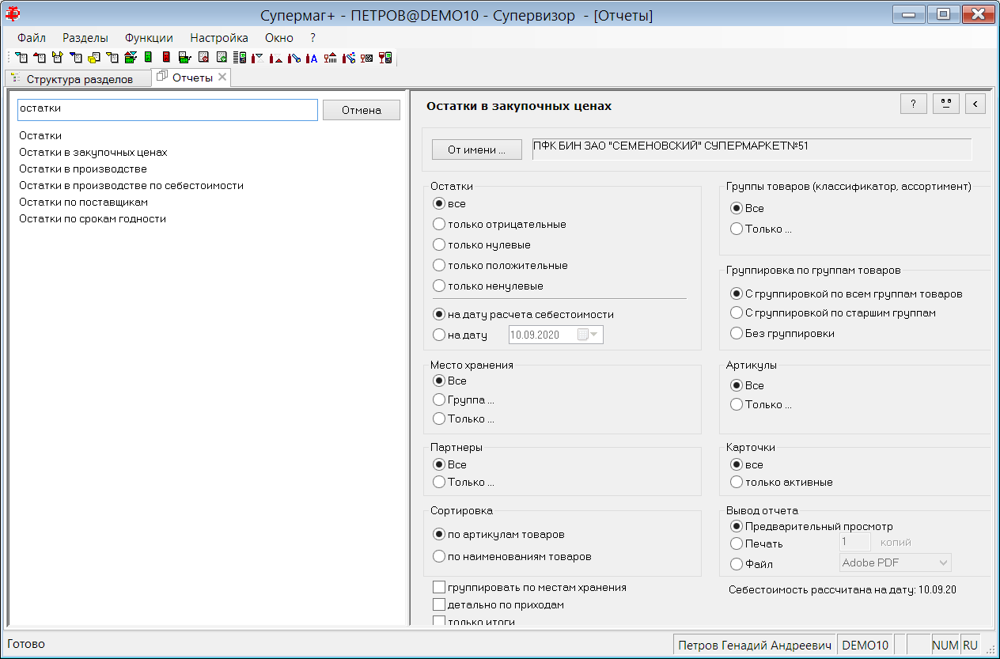 Супермаг+ - ПЕТРОВ@DEMO10 - Супервизор - [Отчеты]
Файл Разделы Функции Настройка Окно ?
Структура разделов Отчеты
остатки Отмена
Остатки
Остатки в закупочных ценах
Остатки в производстве
Остатки в производстве по себестоимости
Остатки по поставщикам
Остатки по срокам годности
Остатки в закупочных ценах ? <
От имени ... ПФК БИН ЗАО "СЕМЕНОВСКИЙ" СУПЕРМАРКЕТ№51
Остатки
все
только отрицательные
только нулевые
только положительные
только ненулевые
на дату расчета себестоимости
на дату 10.09.2020
Место хранения
Все
Группа ...
Только ...
Партнеры
Все
Только ...
Сортировка
по артикулам товаров
по наименованиям товаров
группировать по местам хранения
детально по приходам
только итоги
Группы товаров (классификатор, ассортимент)
Все
Только ...
Группировка по группам товаров
С группировкой по всем группам товаров
С группировкой по старшим группам
Без группировки
Артикулы
Все
Только ...
Карточки
все
только активные
Вывод отчета
Предварительный просмотр
Печать 1 копий
Файл Adobe PDF
Себестоимость рассчитана на дату: 10.09.20
Готово Петров Генадий Андреевич DEMO10 NUM RU